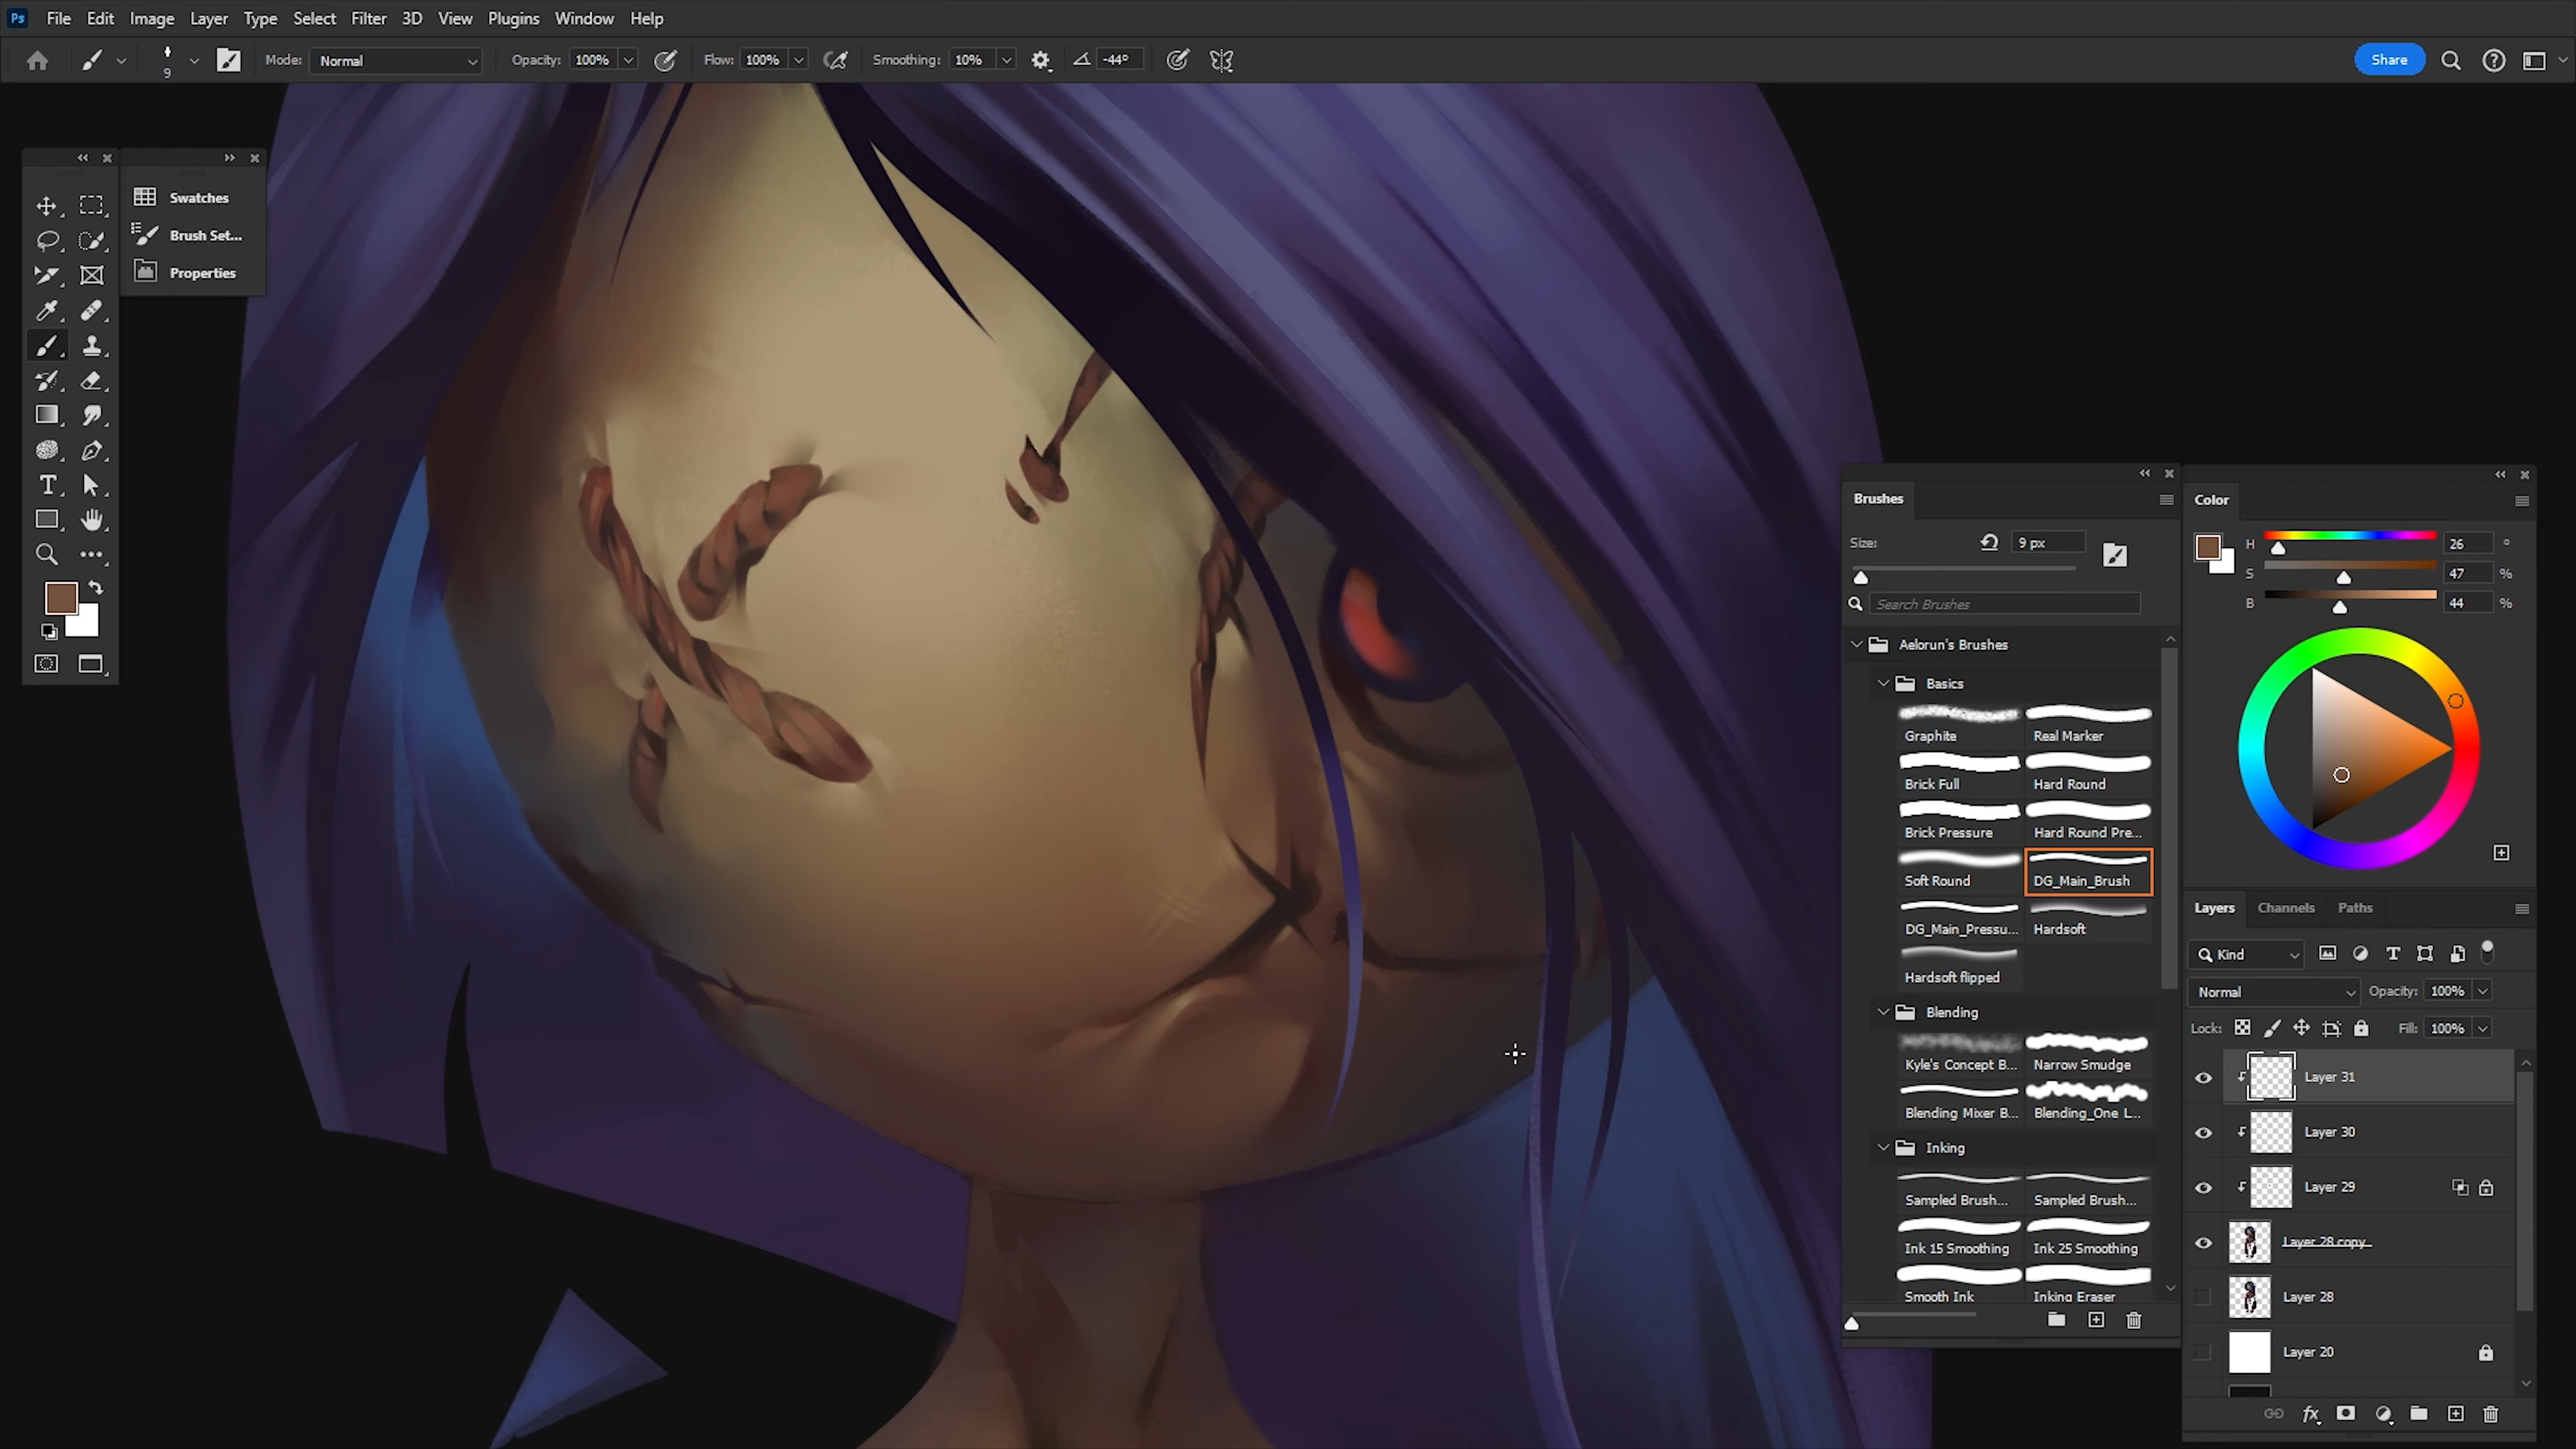 Ps File Edit Image Layer Type Select Filter 3D View Plugins Window Help
9 Mode: Normal Opacity: 100% Flow: 100% Smoothing: 10% -44° Share
Swatches
Brush Set...
Properties
T
Brushes
Size: 9 px
Search Brushes
Aelorun's Brushes
Basics
Graphite Real Marker
Brick Full Hard Round
Brick Pressure Hard Round Pre...
Soft Round DG_Main_Brush
DG_Main_Pressu... Hardsoft
Hardsoft flipped
Blending
Kyle's Concept B... Narrow Smudge
Blending Mixer B... Blending_One L...
Inking
Sampled Brush... Sampled Brush...
Ink 15 Smoothing Ink 25 Smoothing
Smooth Ink Inking Eraser
Color
H 26 °
S 47 %
B 44 %
Layers Channels Paths
Kind T
Normal Opacity: 100%
Lock: Fill: 100%
Layer 31
Layer 30
Layer 29
Layer 28 copy
Layer 28
Layer 20
fx